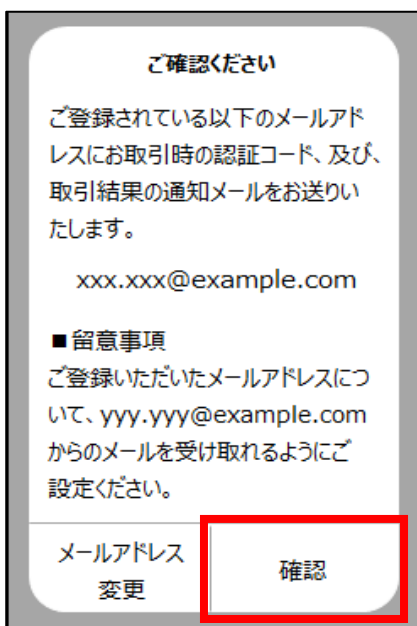 ご確認ください
ご登録されている以下のメールアド
レスにお取引時の認証コード、及び、
取引結果の通知メールをお送りい
たします。
xxx.xxx@example.com
■留意事項
ご登録いただいたメールアドレスにつ
いて、yyy.yyy@example.com
からのメールを受け取れるようにご
設定ください。
メールアドレス
変更
確認